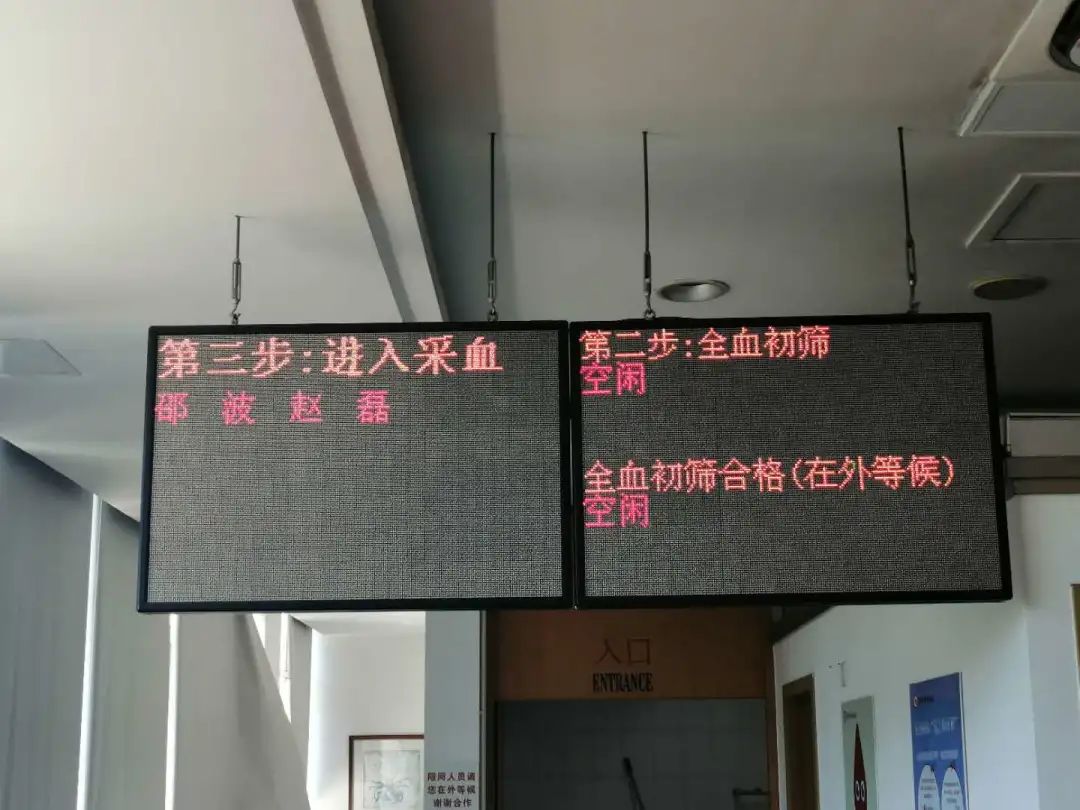 第三步:进入采血
邵 波 赵 磊
第二步:全血初筛
空闲
全血初筛合格(在外等候)
空闲
入口
ENTRANCE
陪同人员请
您在外等候
谢谢合作